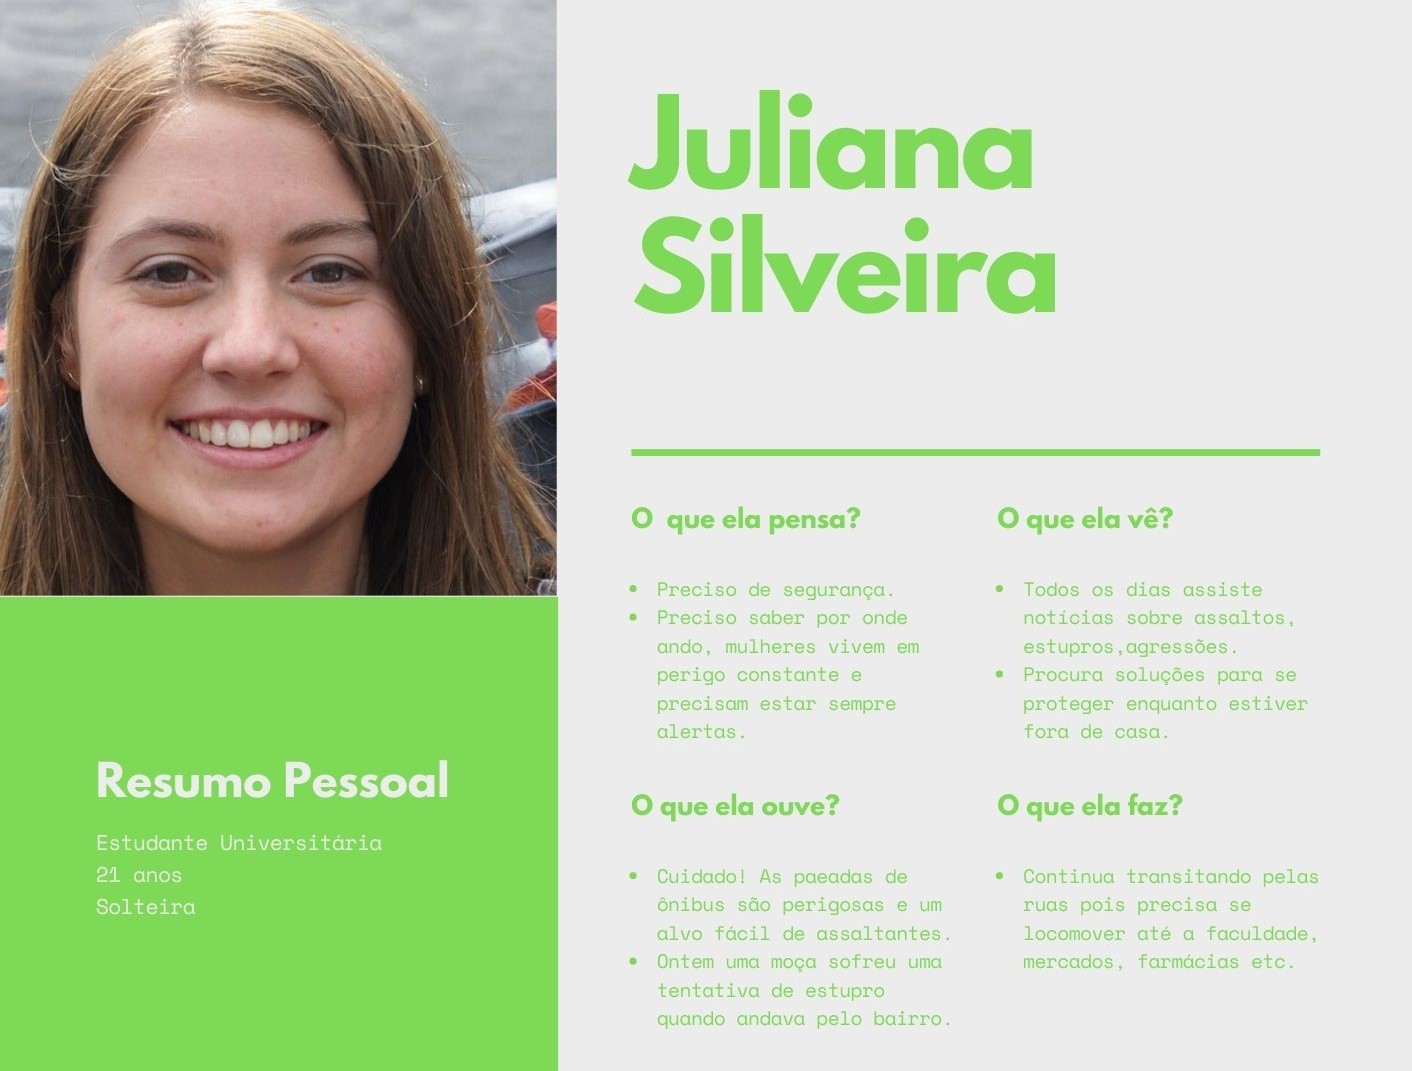 Juliana
Silveira
O que ela pensa?
Preciso de segurança.
Preciso saber por onde
ando, mulheres vivem em
perigo constante e
precisam estar sempre
alertas.
O que ela vê?
Todos os dias assiste
notícias sobre assaltos,
estupros,agressões.
Procura soluções para se
proteger enquanto estiver
fora de casa.
O que ela ouve?
Cuidado! As paeadas de
ônibus são perigosas e um
alvo fácil de assaltantes.
Ontem uma moça sofreu uma
tentativa de estupro
quando andava pelo bairro.
O que ela faz?
Continua transitando pelas
ruas pois precisa se
locomover até a faculdade,
mercados, farmácias etc.
Resumo Pessoal
Estudante Universitária
21 anos
Solteira